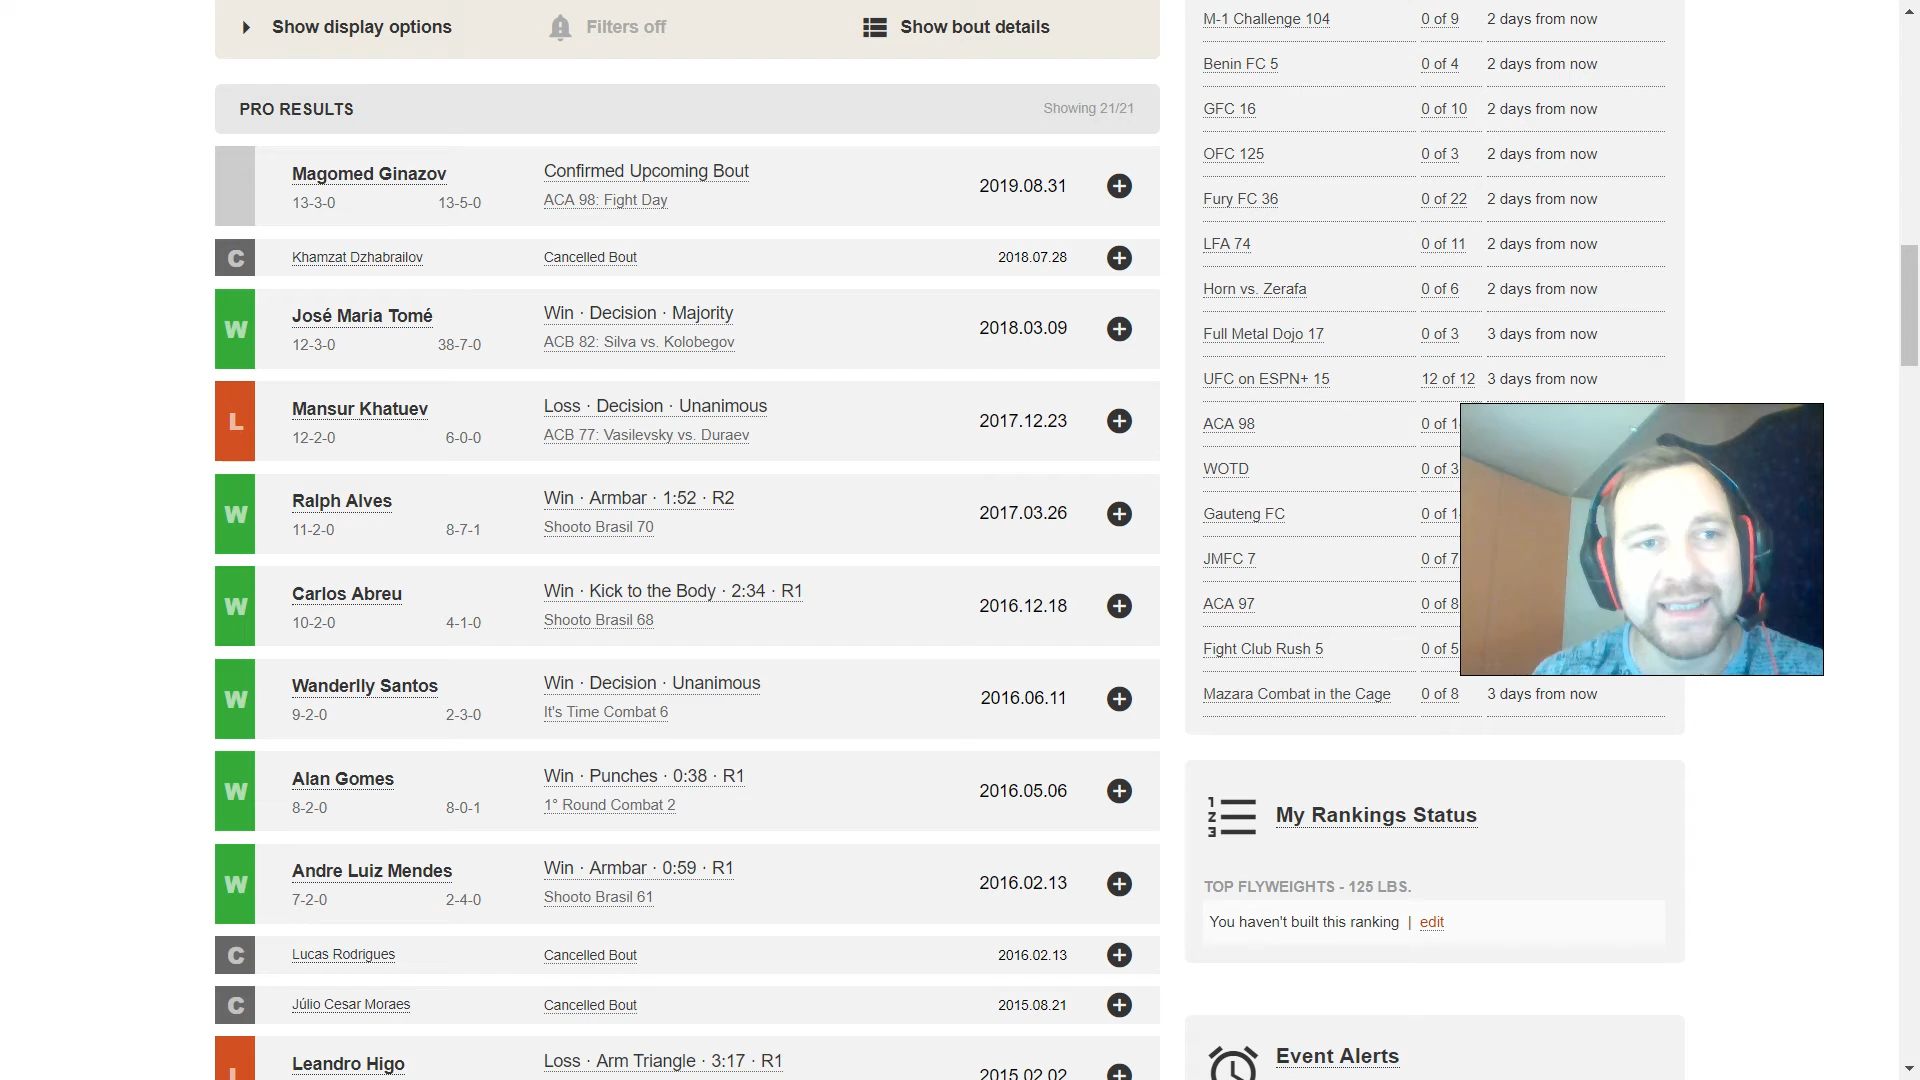 Show display options
Filters off
Show bout details
PRO RESULTS
Showing 21/21
Magomed Ginazov
Confirmed Upcoming Bout
2019.08.31
13-3-0
13-5-0
ACA 98: Fight Day
C
Khamzat Dzhabrailov
Cancelled Bout
2018.07.28
W
José Maria Tomé
Win · Decision · Majority
2018.03.09
12-3-0
38-7-0
ACB 82: Silva vs. Kolobegov
L
Mansur Khatuev
Loss · Decision · Unanimous
2017.12.23
12-2-0
6-0-0
ACB 77: Vasilevsky vs. Duraev
W
Ralph Alves
Win · Armbar · 1:52 · R2
2017.03.26
11-2-0
8-7-1
Shooto Brasil 70
W
Carlos Abreu
Win · Kick to the Body · 2:34 · R1
2016.12.18
10-2-0
4-1-0
Shooto Brasil 68
W
Wanderlly Santos
Win · Decision · Unanimous
2016.06.11
9-2-0
2-3-0
It's Time Combat 6
W
Alan Gomes
Win · Punches · 0:38 · R1
2016.05.06
8-2-0
8-0-1
1° Round Combat 2
W
Andre Luiz Mendes
Win · Armbar · 0:59 · R1
2016.02.13
7-2-0
2-4-0
Shooto Brasil 61
C
Lucas Rodrigues
Cancelled Bout
2016.02.13
C
Júlio Cesar Moraes
Cancelled Bout
2015.08.21
L
Leandro Higo
Loss · Arm Triangle · 3:17 · R1
2015.02.02
M-1 Challenge 104 0 of 9 2 days from now
Benin FC 5 0 of 4 2 days from now
GFC 16 0 of 10 2 days from now
OFC 125 0 of 3 2 days from now
Fury FC 36 0 of 22 2 days from now
LFA 74 0 of 11 2 days from now
Horn vs. Zerafa 0 of 6 2 days from now
Full Metal Dojo 17 0 of 3 3 days from now
UFC on ESPN+ 15 12 of 12 3 days from now
ACA 98 0 of 1
WOTD 0 of 3
Gauteng FC 0 of 1
JMFC 7 0 of 7
ACA 97 0 of 8
Fight Club Rush 5 0 of 5
Mazara Combat in the Cage 0 of 8 3 days from now
1
2
3
My Rankings Status
TOP FLYWEIGHTS - 125 LBS.
You haven't built this ranking | edit
Event Alerts